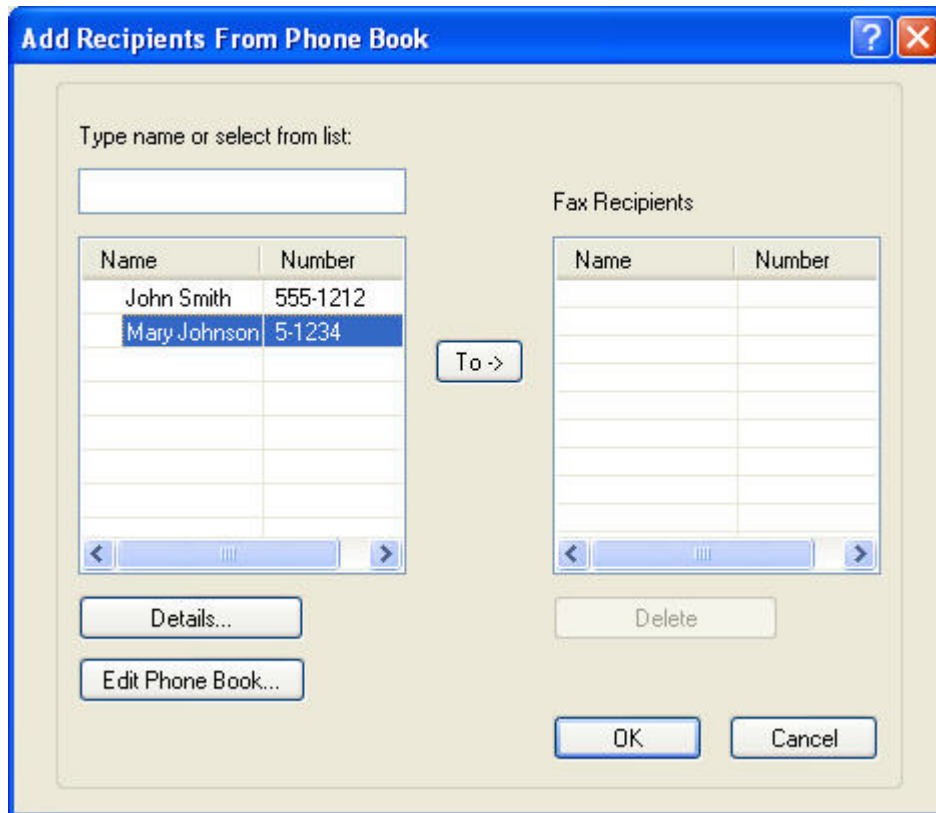 Add Recipients From Phone Book
Type name or select from list:
Fax Recipients
Name Number
John Smith 555-1212
Mary Johnson 5-1234
To ->
Name Number
Details...
Edit Phone Book...
Delete
OK Cancel